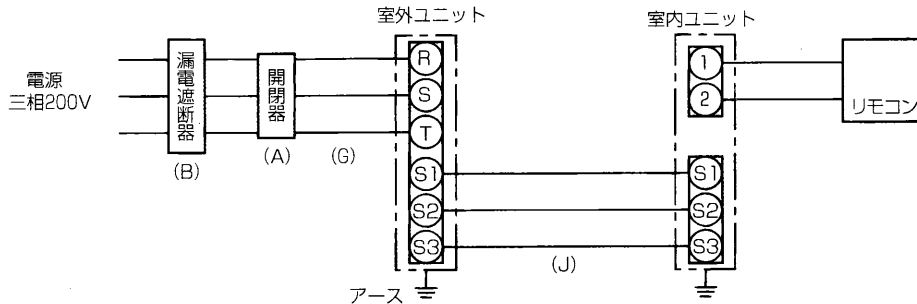 室外ユニット
室内ユニット
電源
三相200V
漏電遮断器
(B)
開閉器
(A)
(G)
R
S
T
S1
S2
S3
アース
(J)
1
2
S1
S2
S3
リモコン